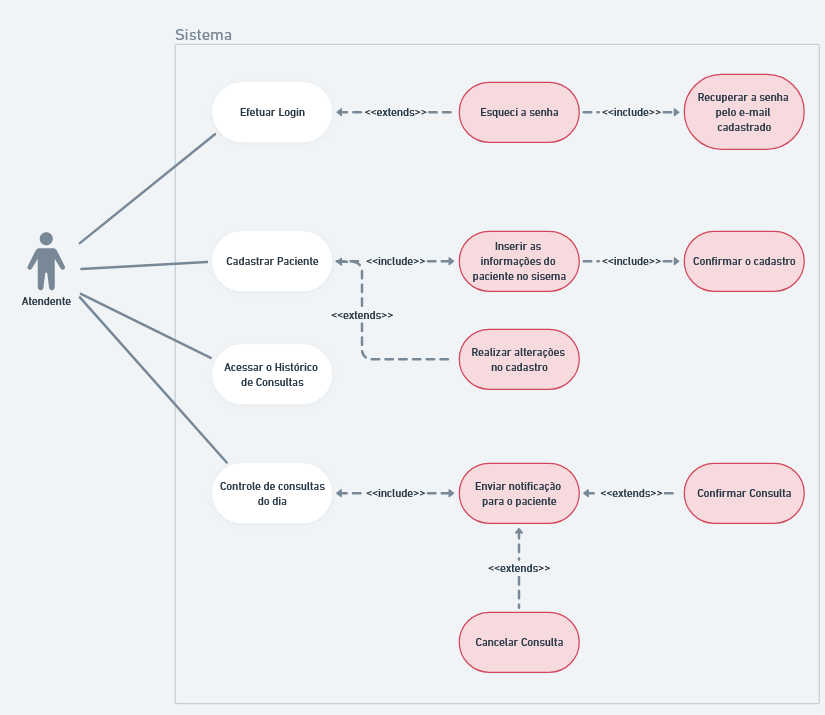 Sistema
Efetuar Login
<<extends>>
Esqueci a senha
<<include>>
Recuperar a senha
pelo e-mail
cadastrado
Atendente
Cadastrar Paciente
<<include>>
Inserir as
informações do
paciente no sisema
<<include>>
Confirmar o cadastro
<<extends>>
Realizar alterações
no cadastro
Acessar o Histórico
de Consultas
Controle de consultas
do dia
<<include>>
Enviar notificação
para o paciente
<<extends>>
Confirmar Consulta
<<extends>>
Cancelar Consulta